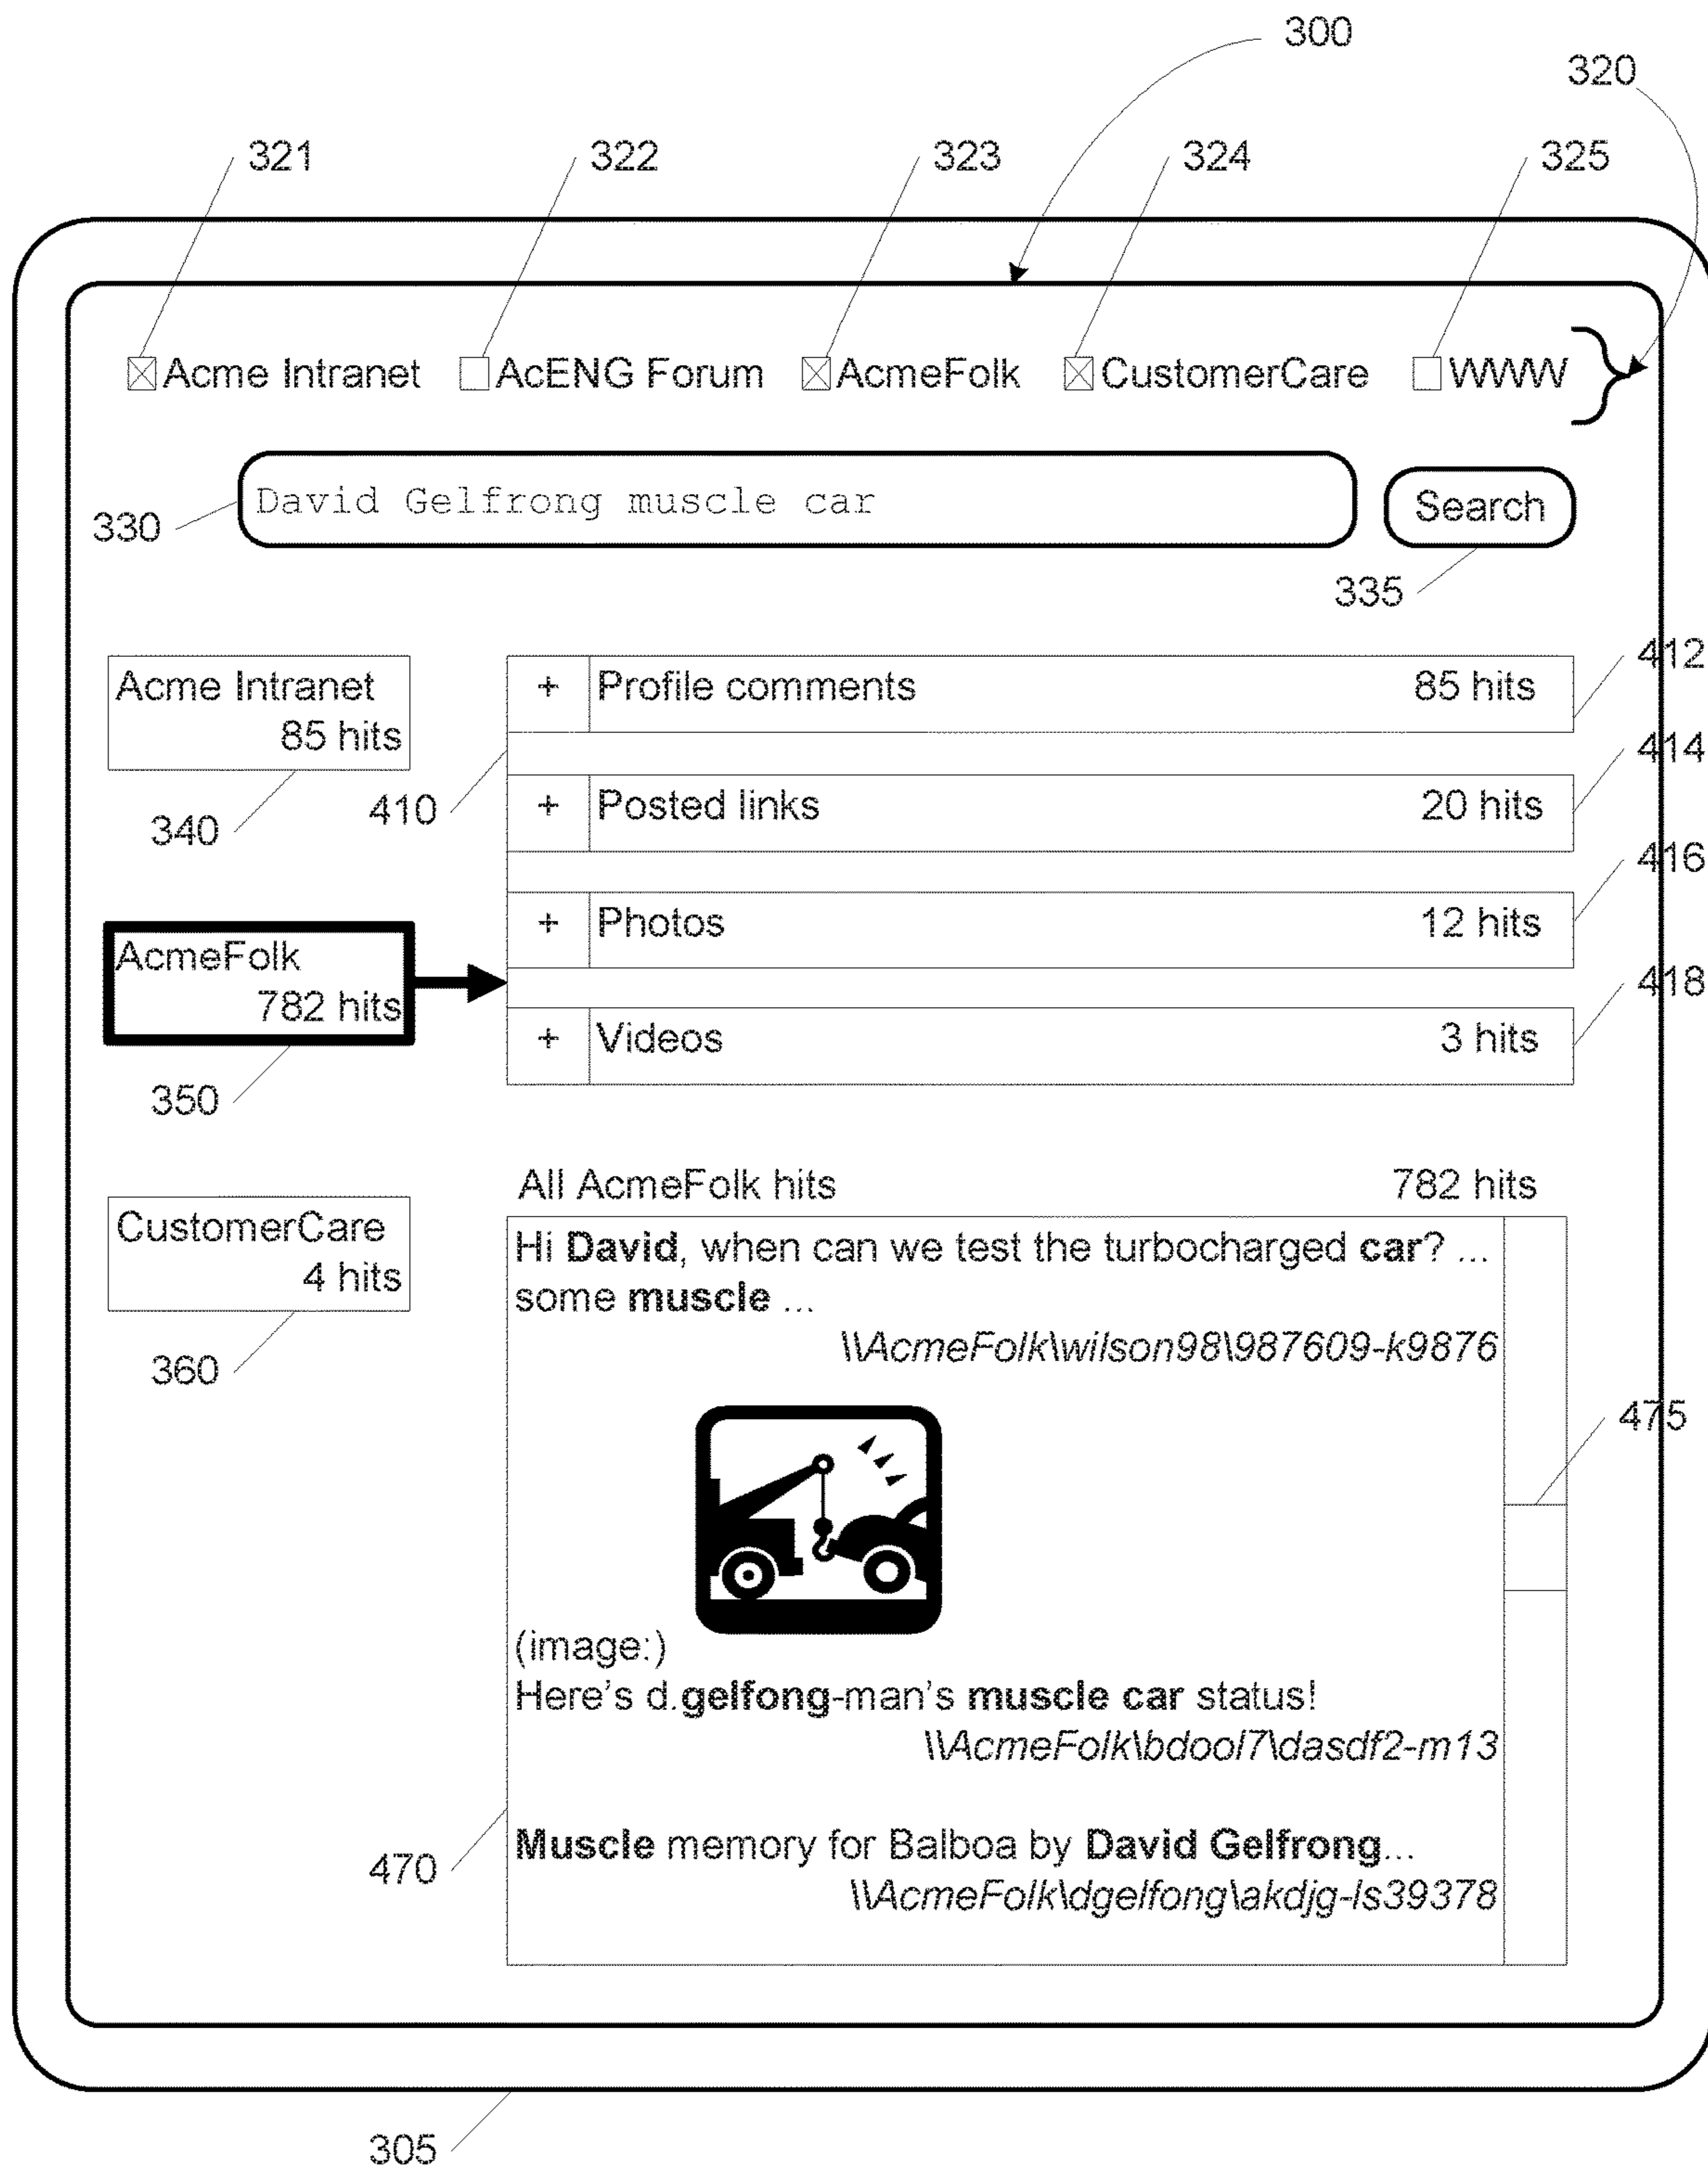 300
320
321 322 323 324 325
Acme Intranet AcENG Forum AcmeFolk CustomerCare WWW
David Gelfrong muscle car Search
330
335
Acme Intranet
85 hits
340
+ Profile comments 85 hits
412
410
+ Posted links 20 hits
414
+ Photos 12 hits
416
AcmeFolk
782 hits
350
+ Videos 3 hits
418
CustomerCare
4 hits
360
All AcmeFolk hits 782 hits
Hi David, when can we test the turbocharged car? ...
some muscle ...
\\AcmeFolk\wilson98\987609-k9876
475
(image:)
Here's d.gelfong-man's muscle car status!
\\AcmeFolk\bdool7\dasdf2-m13
Muscle memory for Balboa by David Gelfrong...
\\AcmeFolk\dgelfong\akdjg-ls39378
470
305